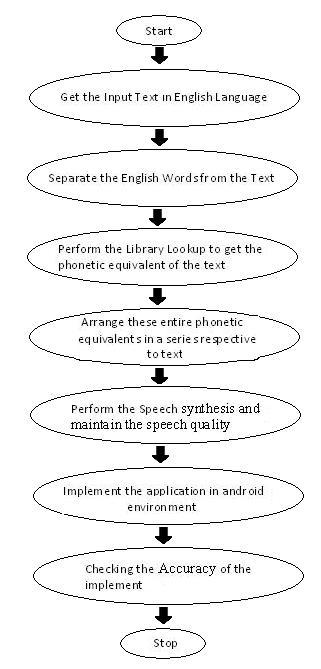 Start
Get the Input Text in English Language
Separate the English Words from the Text
Perform the Library Lookup to get the
phonetic equivalent of the text
Arrange these entire phonetic
equivalents in a series respective
to text
Perform the Speech synthesis and
maintain the speech quality
Implement the application in android
environment
Checking the Accuracy of the
implement
Stop